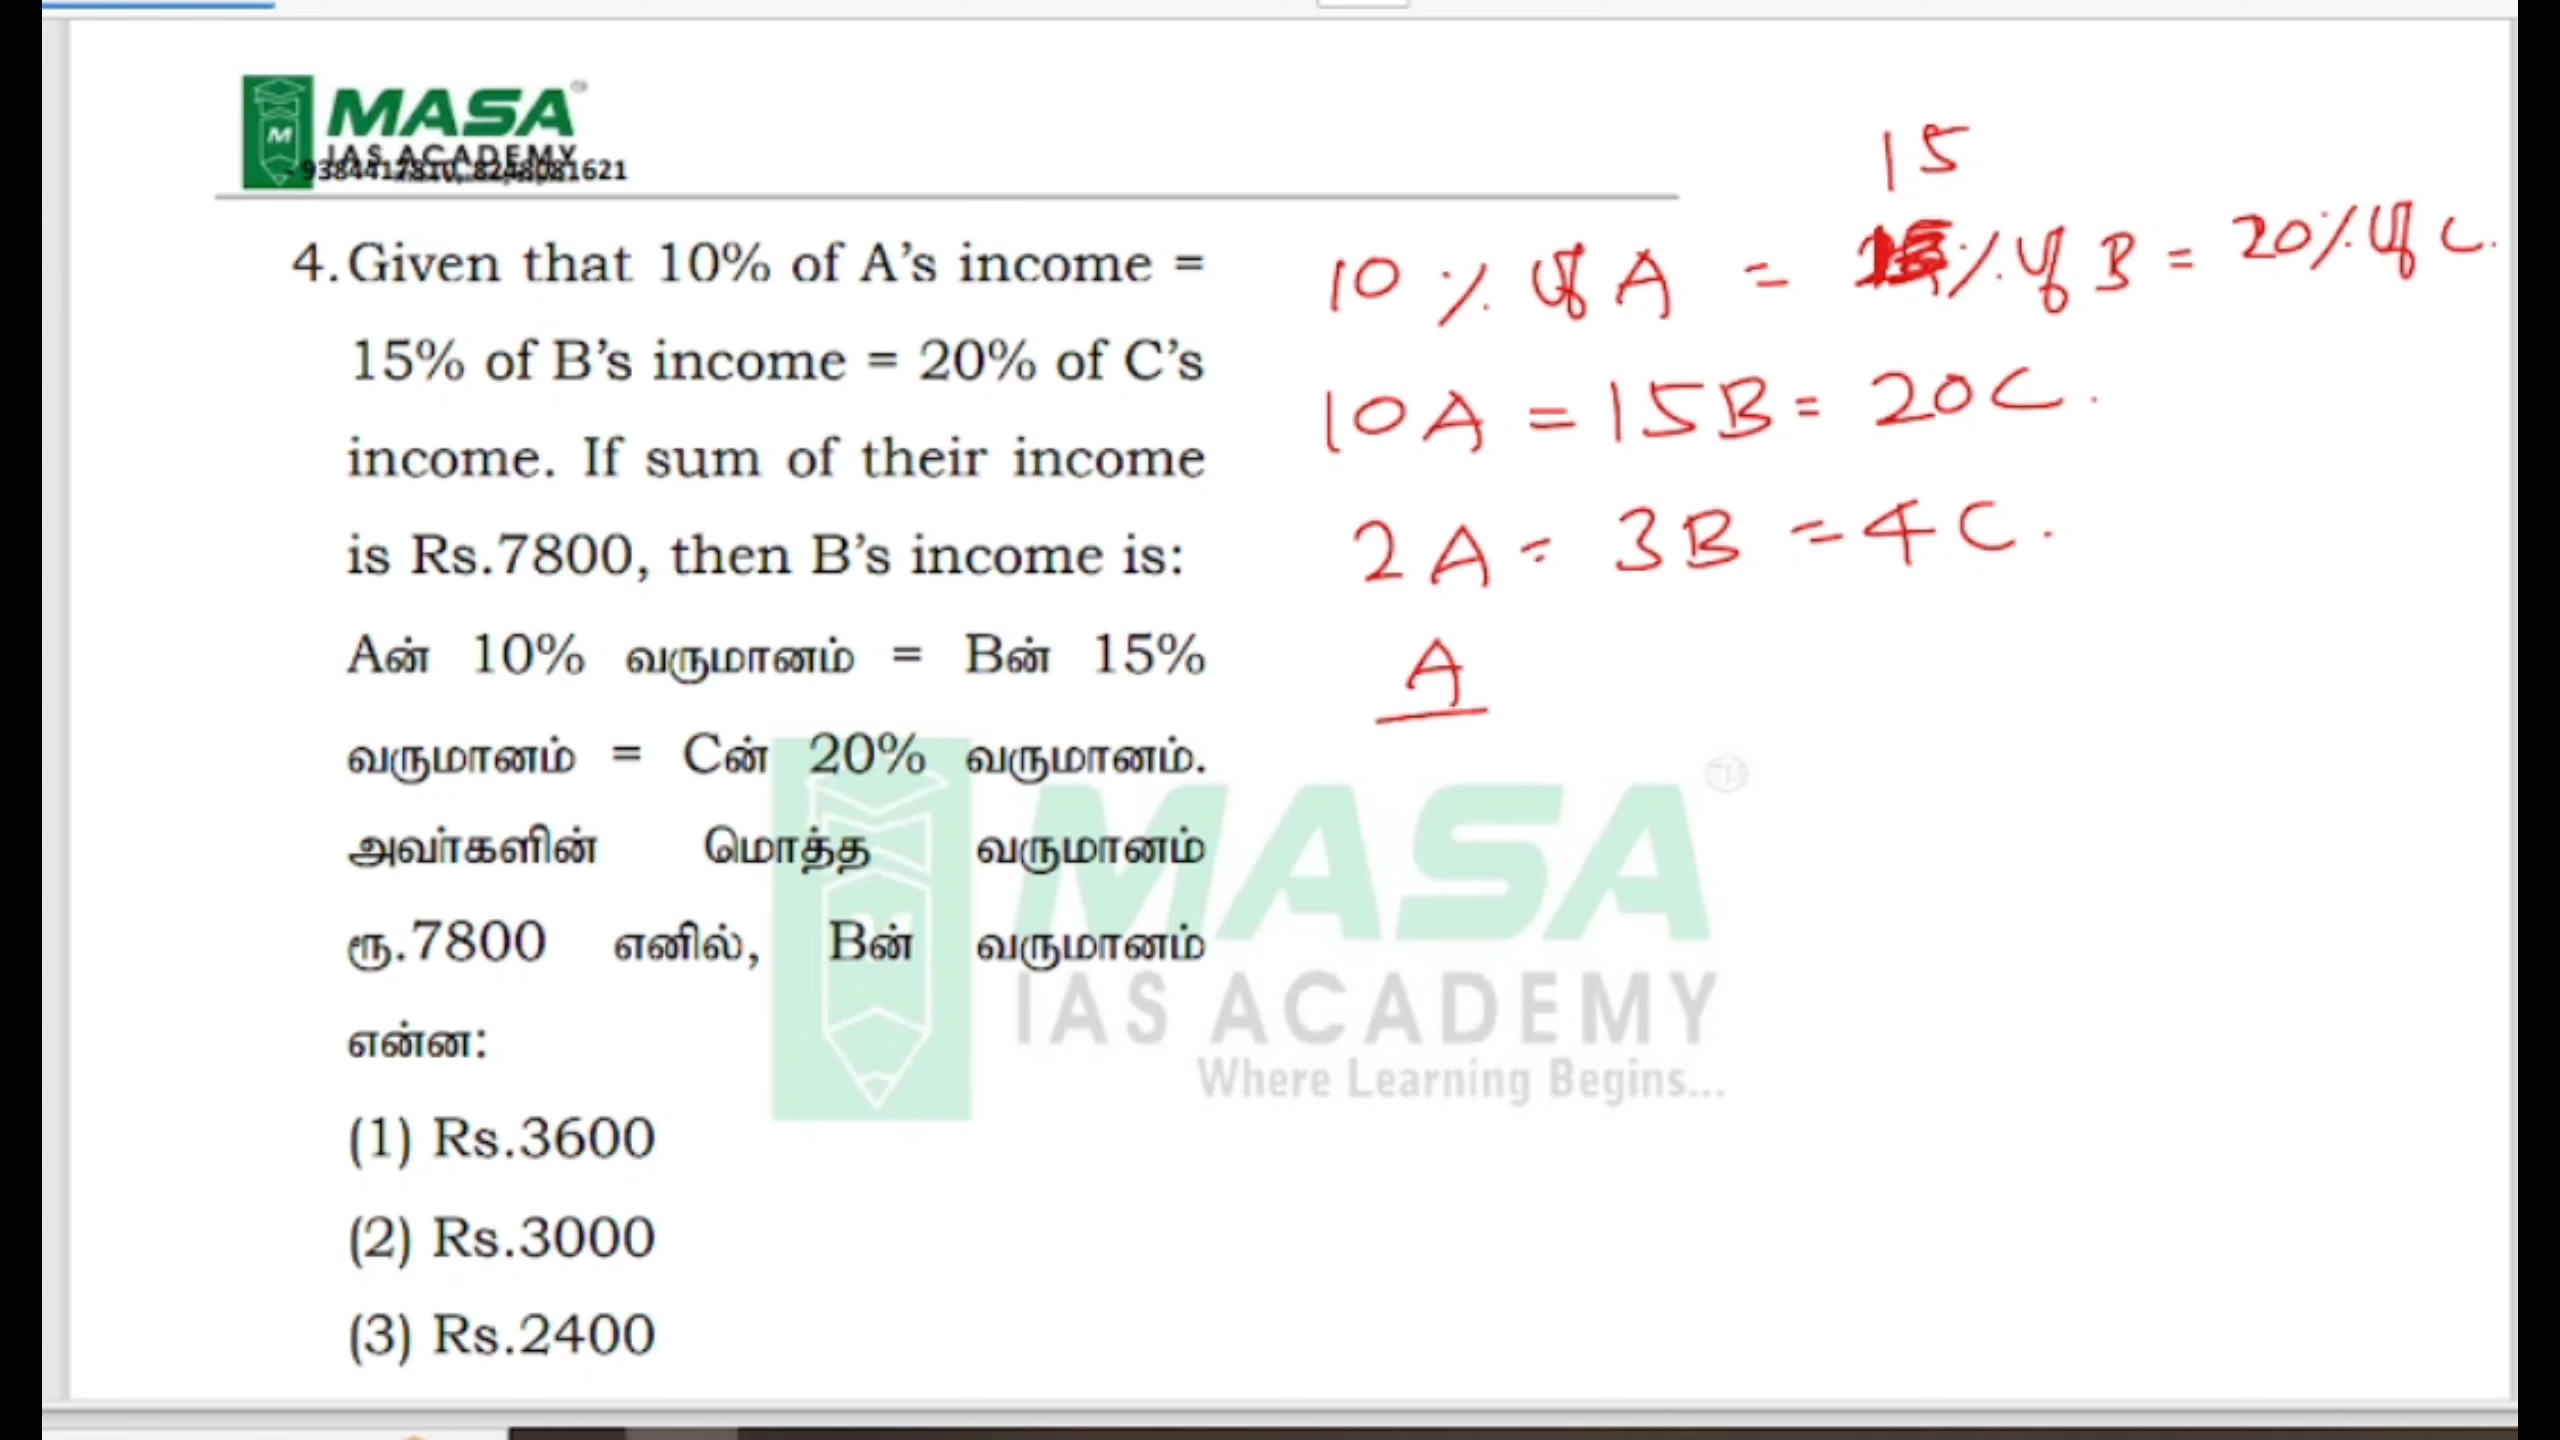 MASA
IAS ACADEMY
- 9384417810, 8248081621
4. Given that 10% of A's income =
15% of B's income = 20% of C's
income. If sum of their income
is Rs.7800, then B's income is:
Aன் 10% வருமானம் = Bன் 15%
வருமானம் = Cன் 20% வருமானம்.
அவர்களின் மொத்த வருமானம்
ரூ.7800 எனில், Bன் வருமானம்
என்ன:
(1) Rs.3600
(2) Rs.3000
(3) Rs.2400
15
10 % of A = % of B = 20% of C.
10A = 15B = 20C.
2A = 3B = 4C.
A
MASA
IAS ACADEMY
Where Learning Begins...